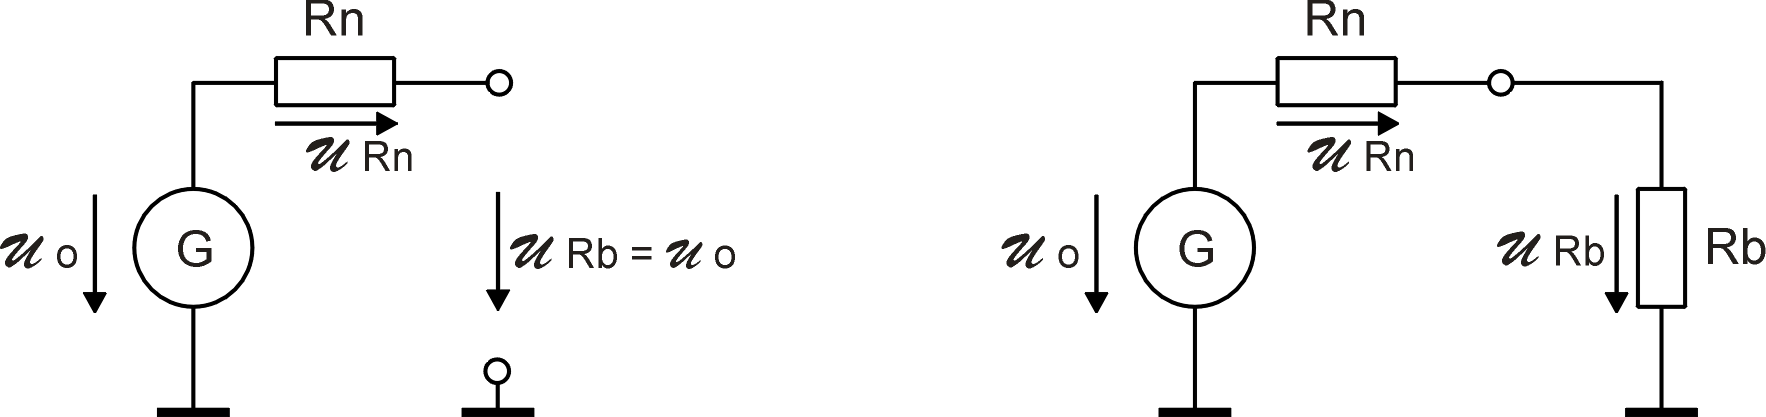 Rn
𝒰 Rn
𝒰 o
G
𝒰 Rb = 𝒰 o
Rn
𝒰 Rn
𝒰 o
G
𝒰 Rb
Rb